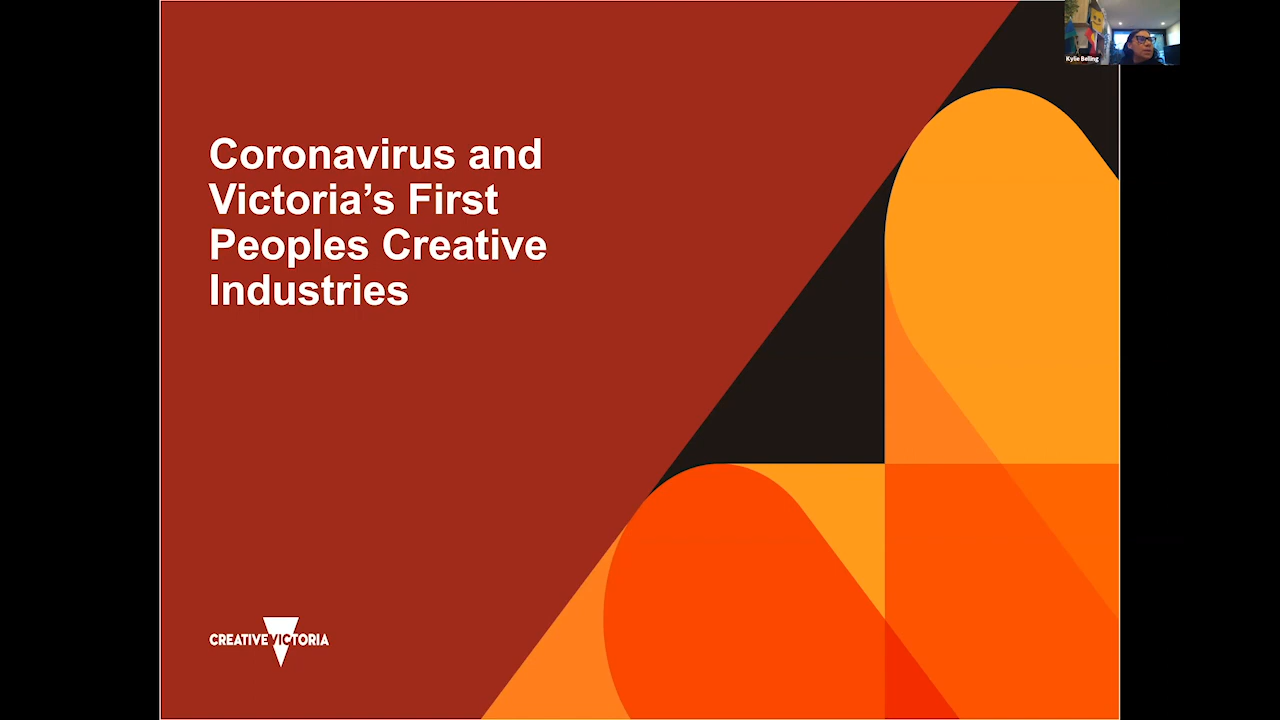 Coronavirus and
Victoria’s First
Peoples Creative
Industries
CREATIVE VICTORIA
Kylie Belling